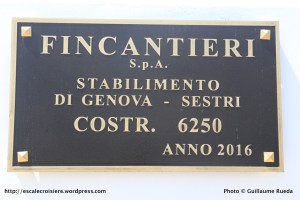 FINCANTIERI
S.p.A.
STABILIMENTO
DI GENOVA - SESTRI
COSTR. 6250
ANNO 2016
http://escalecroisiere.wordpress.com
Photo © Guillaume Rueda